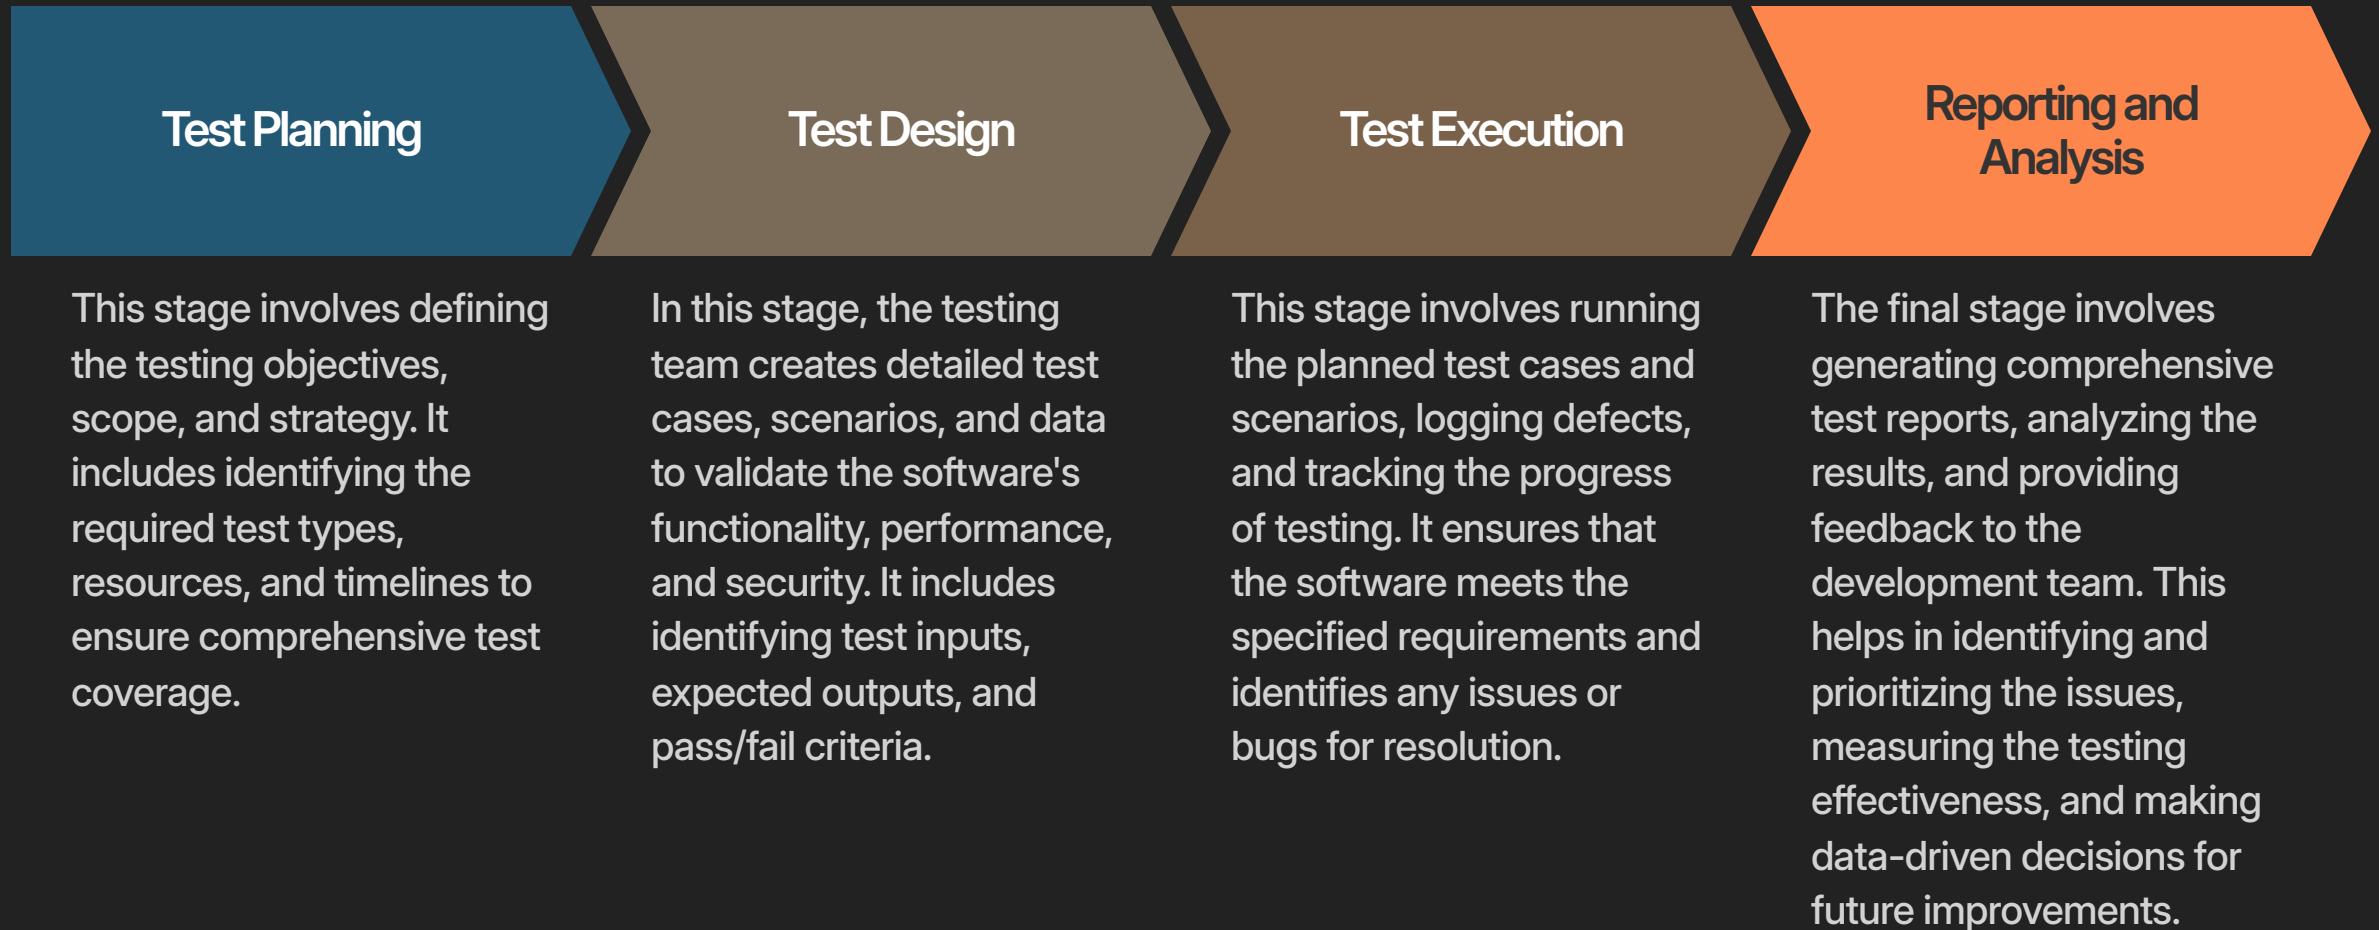 Test Planning
Test Design
Test Execution
Reporting and
Analysis
This stage involves defining
the testing objectives,
scope, and strategy. It
includes identifying the
required test types,
resources, and timelines to
ensure comprehensive test
coverage.
In this stage, the testing
team creates detailed test
cases, scenarios, and data
to validate the software's
functionality, performance,
and security. It includes
identifying test inputs,
expected outputs, and
pass/fail criteria.
This stage involves running
the planned test cases and
scenarios, logging defects,
and tracking the progress
of testing. It ensures that
the software meets the
specified requirements and
identifies any issues or
bugs for resolution.
The final stage involves
generating comprehensive
test reports, analyzing the
results, and providing
feedback to the
development team. This
helps in identifying and
prioritizing the issues,
measuring the testing
effectiveness, and making
data-driven decisions for
future improvements.